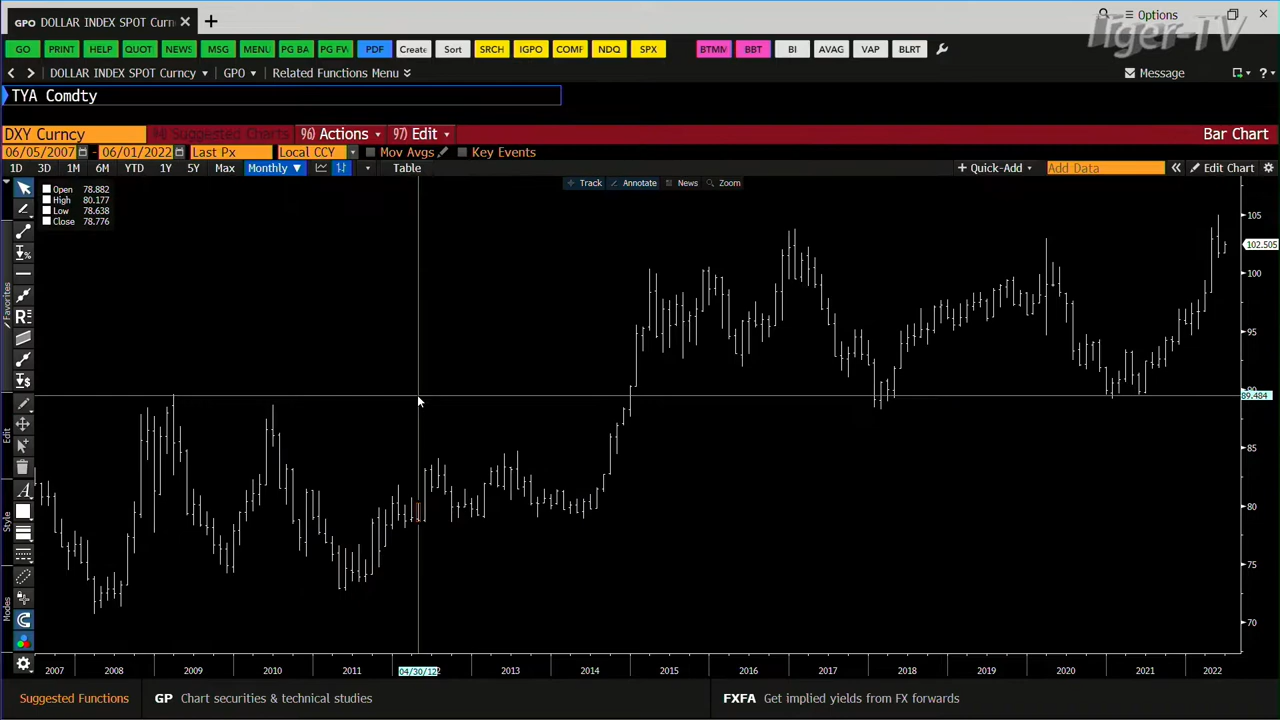 GPO DOLLAR INDEX SPOT Curn × +
Options
Tiger-TV
GO PRINT HELP QUOT NEWS MSG MENU PG BA PG FW PDF Create Sort SRCH IGPO COMF NDQ SPX BTMM BBT BI AVAG VAP BLRT
DOLLAR INDEX SPOT Curncy GPO Related Functions Menu Message
TYA Comdty
DXY Curncy Suggested Charts 96) Actions 97) Edit Bar Chart
06/05/2007 - 06/01/2022 Last Px Local CCY Mov Avgs Key Events
1D 3D 1M 6M YTD 1Y 5Y Max Monthly Table + Quick-Add Add Data Edit Chart
Track Annotate News Zoom
Open 78.882
High 80.177
Low 78.638
Close 78.776
Favorites
Edit
Style
Modes
105
102.505
100
95
90
89.484
85
80
75
70
2007 2008 2009 2010 2011 04/30/12 2013 2014 2015 2016 2017 2018 2019 2020 2021 2022
Suggested Functions GP Chart securities & technical studies FXFA Get implied yields from FX forwards